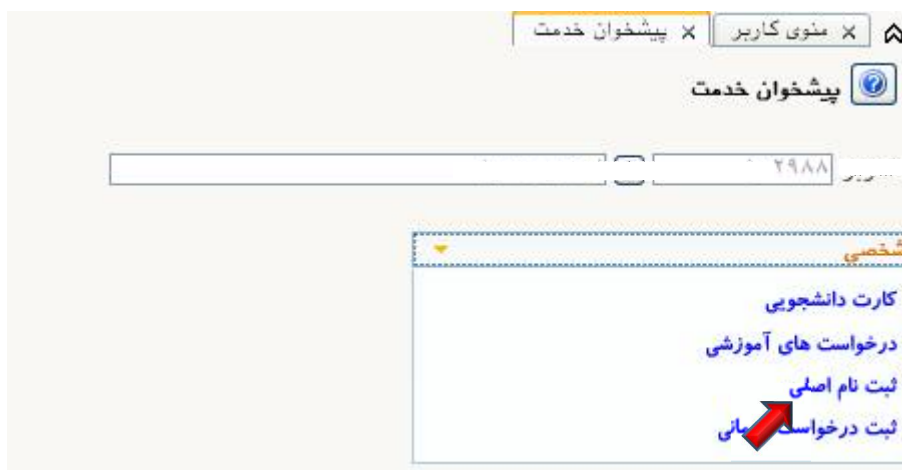 منوی کاربر × پیشخوان خدمت ×
پیشخوان خدمت
۲۹۸۸
شخصی
کارت دانشجویی
درخواست های آموزشی
ثبت نام اصلی
ثبت درخواست